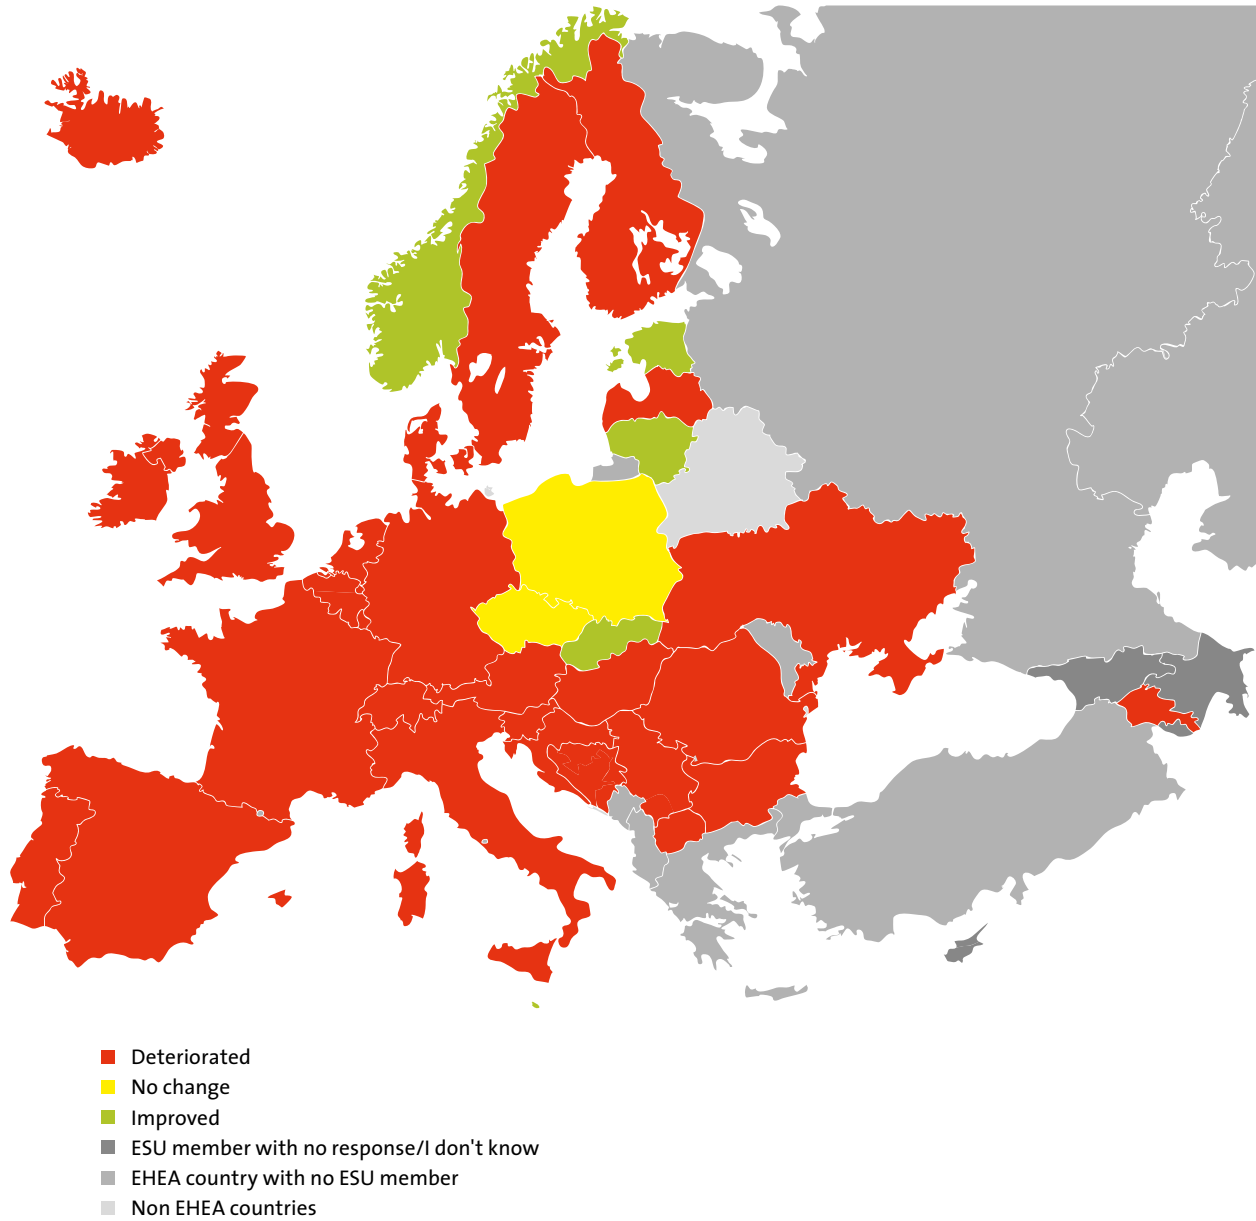 Deteriorated
No change
Improved
ESU member with no response/I don't know
EHEA country with no ESU member
Non EHEA countries